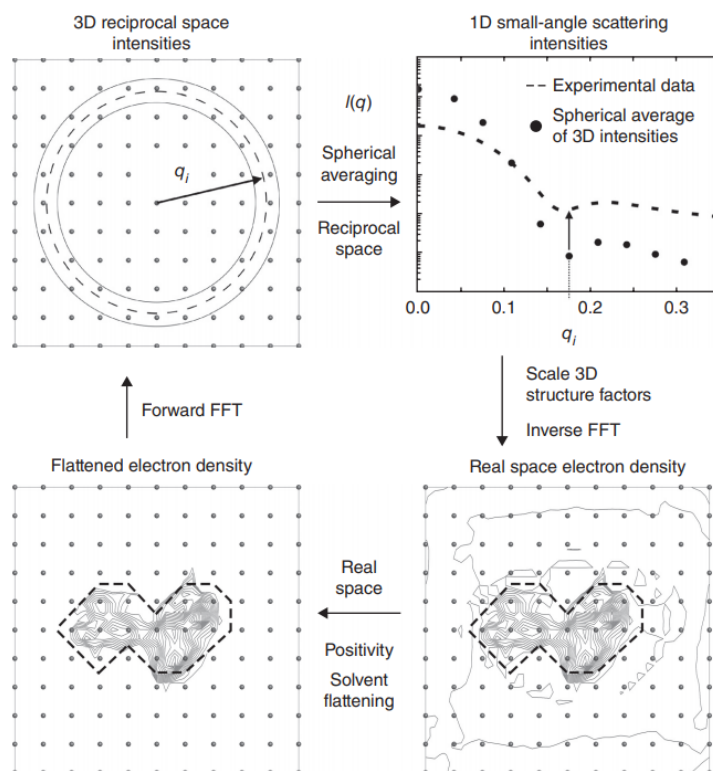 3D reciprocal space
intensities
1D small-angle scattering
intensities
q_i
Spherical
averaging
Reciprocal
space
I(q)
Experimental data
Spherical average
of 3D intensities
0.0 0.1 0.2 0.3
q_i
Forward FFT
Scale 3D
structure factors
Inverse FFT
Flattened electron density
Real space electron density
Real
space
Positivity
Solvent
flattening